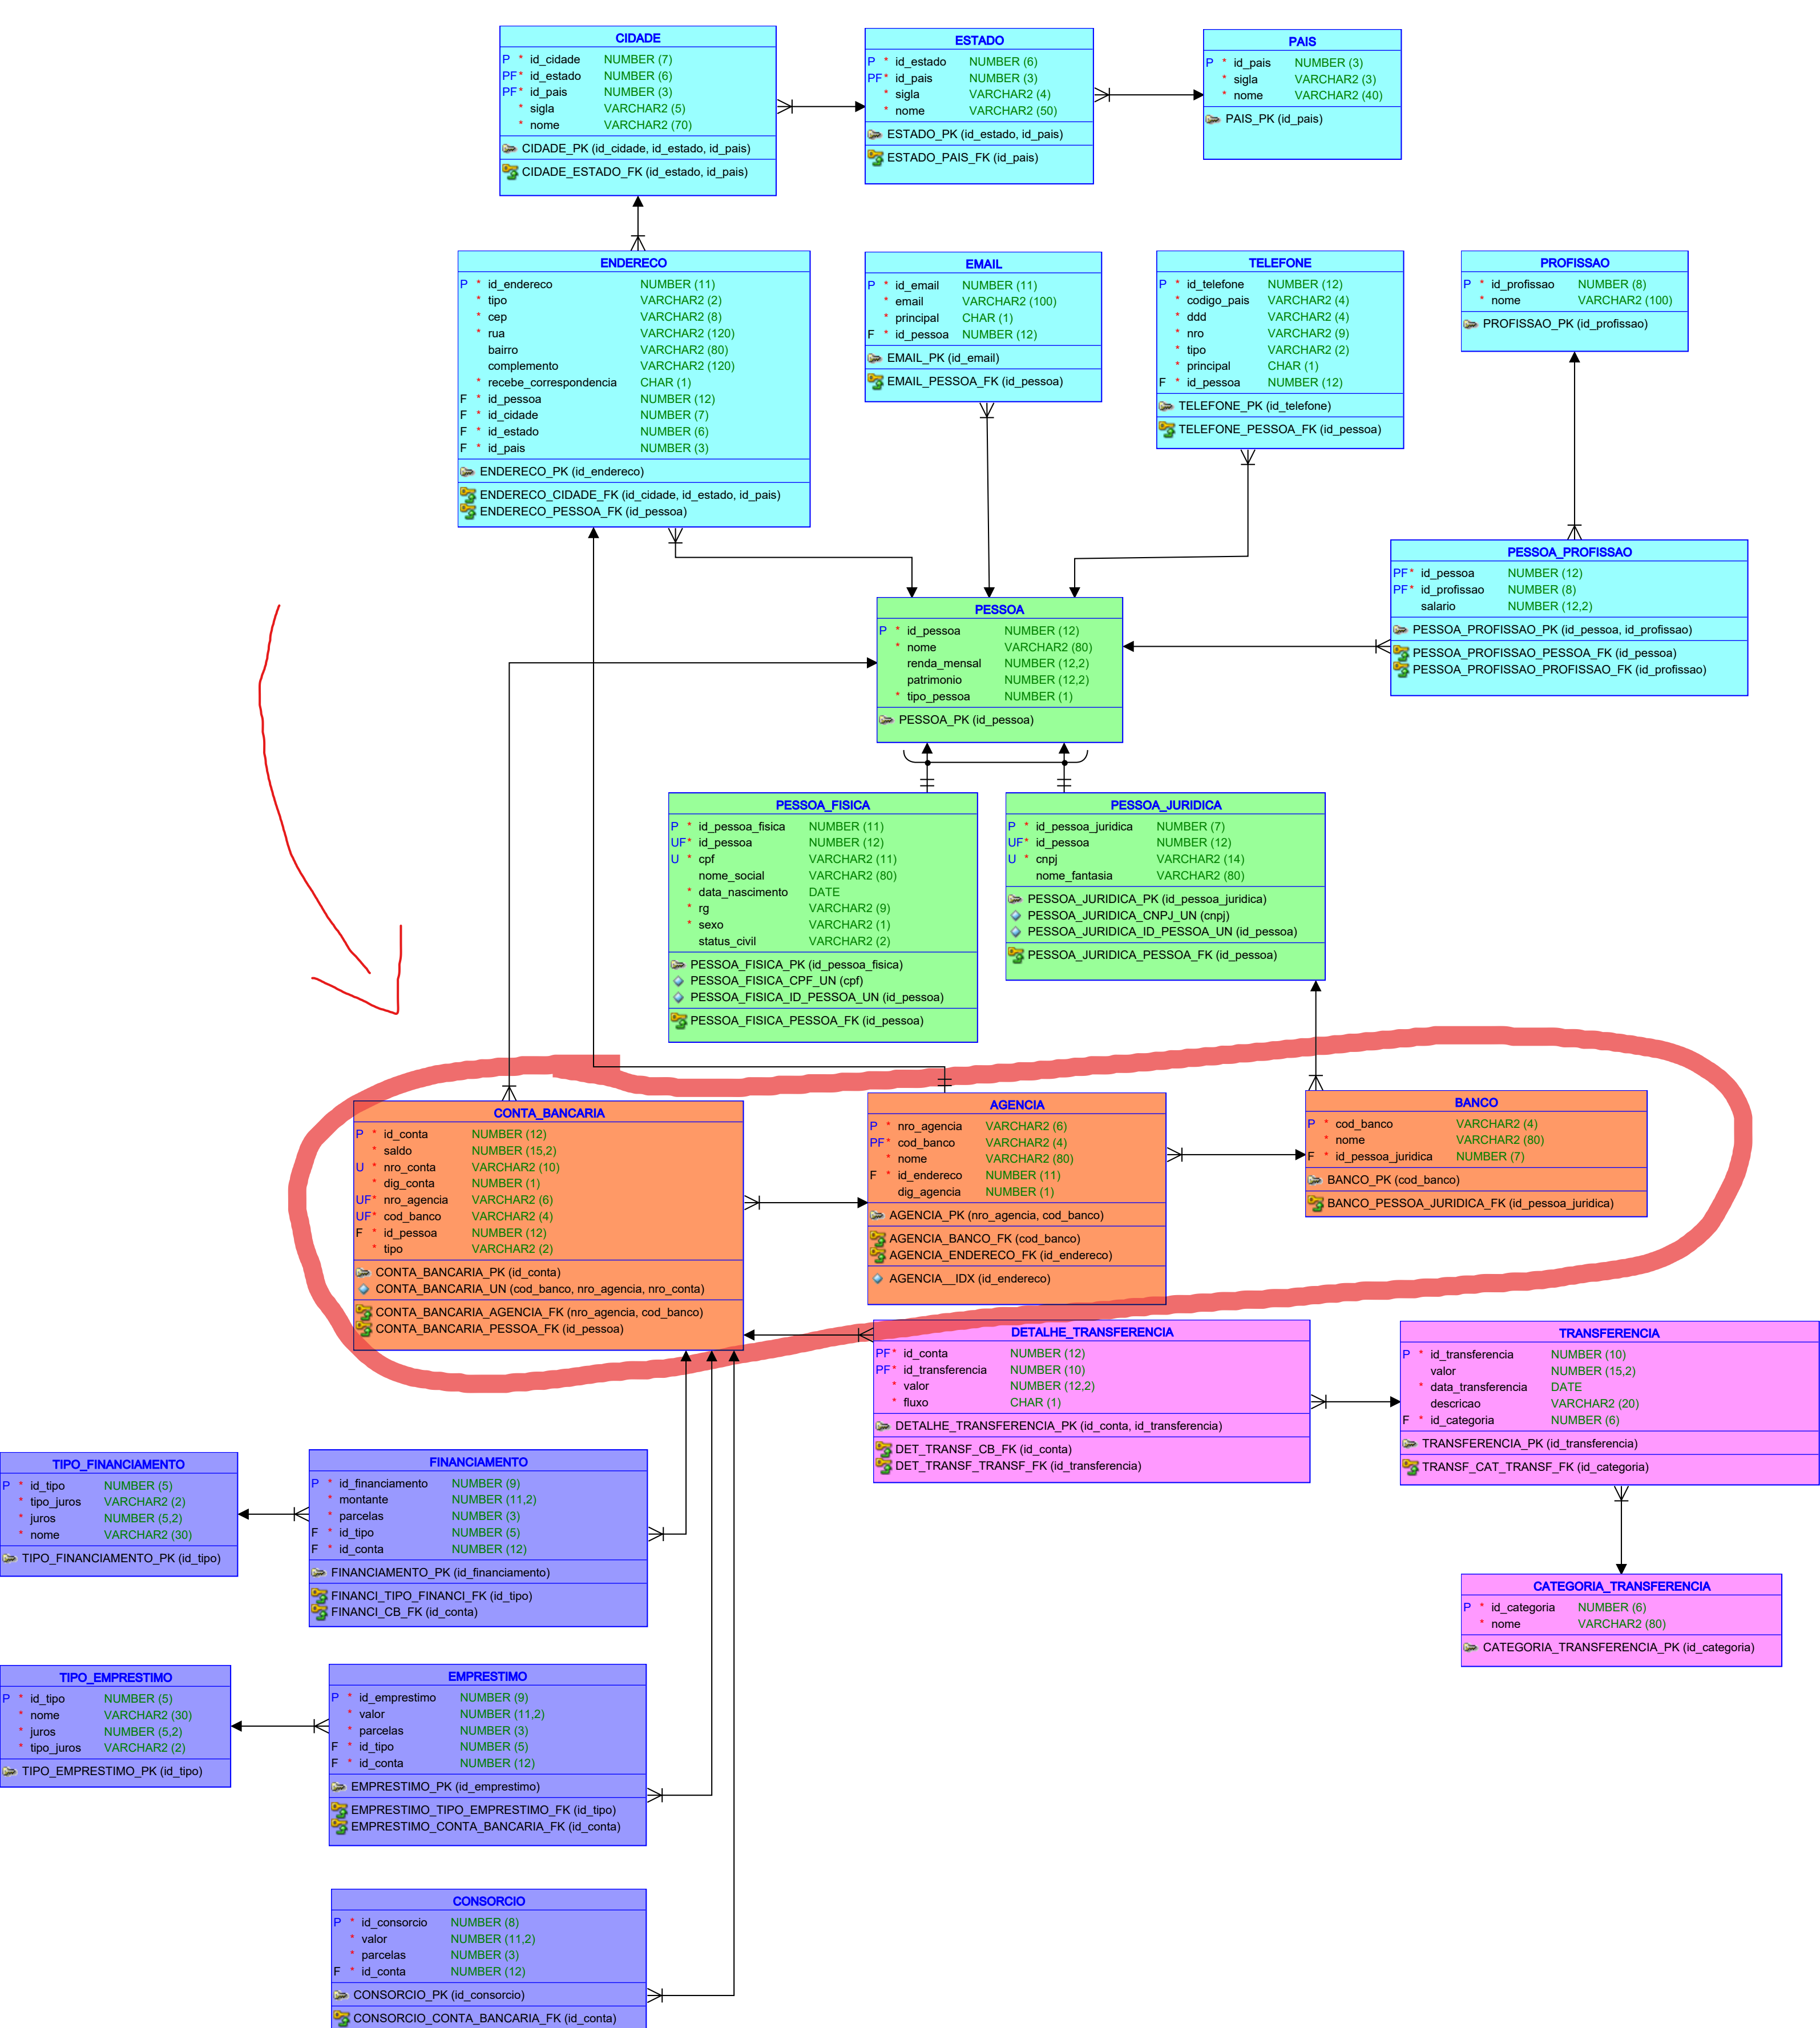 CIDADE
P * id_cidade NUMBER (7)
PF* id_estado NUMBER (6)
PF* id_pais NUMBER (3)
* sigla VARCHAR2 (5)
* nome VARCHAR2 (70)
CIDADE_PK (id_cidade, id_estado, id_pais)
CIDADE_ESTADO_FK (id_estado, id_pais)
ESTADO
P * id_estado NUMBER (6)
PF* id_pais NUMBER (3)
* sigla VARCHAR2 (4)
* nome VARCHAR2 (50)
ESTADO_PK (id_estado, id_pais)
ESTADO_PAIS_FK (id_pais)
PAIS
P * id_pais NUMBER (3)
* sigla VARCHAR2 (3)
* nome VARCHAR2 (40)
PAIS_PK (id_pais)
ENDERECO
P * id_endereco NUMBER (11)
* tipo VARCHAR2 (2)
* cep VARCHAR2 (8)
* rua VARCHAR2 (120)
bairro VARCHAR2 (80)
complemento VARCHAR2 (120)
* recebe_correspondencia CHAR (1)
F * id_pessoa NUMBER (12)
F * id_cidade NUMBER (7)
F * id_estado NUMBER (6)
F * id_pais NUMBER (3)
ENDERECO_PK (id_endereco)
ENDERECO_CIDADE_FK (id_cidade, id_estado, id_pais)
ENDERECO_PESSOA_FK (id_pessoa)
EMAIL
P * id_email NUMBER (11)
* email VARCHAR2 (100)
* principal CHAR (1)
F * id_pessoa NUMBER (12)
EMAIL_PK (id_email)
EMAIL_PESSOA_FK (id_pessoa)
TELEFONE
P * id_telefone NUMBER (12)
* codigo_pais VARCHAR2 (4)
* ddd VARCHAR2 (4)
* nro VARCHAR2 (9)
* tipo VARCHAR2 (2)
* principal CHAR (1)
F * id_pessoa NUMBER (12)
TELEFONE_PK (id_telefone)
TELEFONE_PESSOA_FK (id_pessoa)
PROFISSAO
P * id_profissao NUMBER (8)
* nome VARCHAR2 (100)
PROFISSAO_PK (id_profissao)
PESSOA_PROFISSAO
PF* id_pessoa NUMBER (12)
PF* id_profissao NUMBER (8)
salario NUMBER (12,2)
PESSOA_PROFISSAO_PK (id_pessoa, id_profissao)
PESSOA_PROFISSAO_PESSOA_FK (id_pessoa)
PESSOA_PROFISSAO_PROFISSAO_FK (id_profissao)
PESSOA
P * id_pessoa NUMBER (12)
* nome VARCHAR2 (80)
renda_mensal NUMBER (12,2)
patrimonio NUMBER (12,2)
* tipo_pessoa NUMBER (1)
PESSOA_PK (id_pessoa)
PESSOA_FISICA
P * id_pessoa_fisica NUMBER (11)
UF* id_pessoa NUMBER (12)
U * cpf VARCHAR2 (11)
nome_social VARCHAR2 (80)
* data_nascimento DATE
* rg VARCHAR2 (9)
* sexo VARCHAR2 (1)
status_civil VARCHAR2 (2)
PESSOA_FISICA_PK (id_pessoa_fisica)
PESSOA_FISICA_CPF_UN (cpf)
PESSOA_FISICA_ID_PESSOA_UN (id_pessoa)
PESSOA_FISICA_PESSOA_FK (id_pessoa)
PESSOA_JURIDICA
P * id_pessoa_juridica NUMBER (7)
UF* id_pessoa NUMBER (12)
U * cnpj VARCHAR2 (14)
nome_fantasia VARCHAR2 (80)
PESSOA_JURIDICA_PK (id_pessoa_juridica)
PESSOA_JURIDICA_CNPJ_UN (cnpj)
PESSOA_JURIDICA_ID_PESSOA_UN (id_pessoa)
PESSOA_JURIDICA_PESSOA_FK (id_pessoa)
CONTA_BANCARIA
P * id_conta NUMBER (12)
* saldo NUMBER (15,2)
U * nro_conta VARCHAR2 (10)
* dig_conta NUMBER (1)
UF* nro_agencia VARCHAR2 (6)
UF* cod_banco VARCHAR2 (4)
F * id_pessoa NUMBER (12)
* tipo VARCHAR2 (2)
CONTA_BANCARIA_PK (id_conta)
CONTA_BANCARIA_UN (cod_banco, nro_agencia, nro_conta)
CONTA_BANCARIA_AGENCIA_FK (nro_agencia, cod_banco)
CONTA_BANCARIA_PESSOA_FK (id_pessoa)
AGENCIA
P * nro_agencia VARCHAR2 (6)
PF* cod_banco VARCHAR2 (4)
* nome VARCHAR2 (80)
F * id_endereco NUMBER (11)
dig_agencia NUMBER (1)
AGENCIA_PK (nro_agencia, cod_banco)
AGENCIA_BANCO_FK (cod_banco)
AGENCIA_ENDERECO_FK (id_endereco)
AGENCIA__IDX (id_endereco)
BANCO
P * cod_banco VARCHAR2 (4)
* nome VARCHAR2 (80)
F * id_pessoa_juridica NUMBER (7)
BANCO_PK (cod_banco)
BANCO_PESSOA_JURIDICA_FK (id_pessoa_juridica)
DETALHE_TRANSFERENCIA
PF* id_conta NUMBER (12)
PF* id_transferencia NUMBER (10)
* valor NUMBER (12,2)
* fluxo CHAR (1)
DETALHE_TRANSFERENCIA_PK (id_conta, id_transferencia)
DET_TRANSF_CB_FK (id_conta)
DET_TRANSF_TRANSF_FK (id_transferencia)
TRANSFERENCIA
P * id_transferencia NUMBER (10)
valor NUMBER (15,2)
* data_transferencia DATE
descricao VARCHAR2 (20)
F * id_categoria NUMBER (6)
TRANSFERENCIA_PK (id_transferencia)
TRANSF_CAT_TRANSF_FK (id_categoria)
CATEGORIA_TRANSFERENCIA
P * id_categoria NUMBER (6)
* nome VARCHAR2 (80)
CATEGORIA_TRANSFERENCIA_PK (id_categoria)
TIPO_FINANCIAMENTO
P * id_tipo NUMBER (5)
* tipo_juros VARCHAR2 (2)
* juros NUMBER (5,2)
* nome VARCHAR2 (30)
TIPO_FINANCIAMENTO_PK (id_tipo)
FINANCIAMENTO
P * id_financiamento NUMBER (9)
* montante NUMBER (11,2)
* parcelas NUMBER (3)
F * id_tipo NUMBER (5)
F * id_conta NUMBER (12)
FINANCIAMENTO_PK (id_financiamento)
FINANCI_TIPO_FINANCI_FK (id_tipo)
FINANCI_CB_FK (id_conta)
TIPO_EMPRESTIMO
P * id_tipo NUMBER (5)
* nome VARCHAR2 (30)
* juros NUMBER (5,2)
* tipo_juros VARCHAR2 (2)
TIPO_EMPRESTIMO_PK (id_tipo)
EMPRESTIMO
P * id_emprestimo NUMBER (9)
* valor NUMBER (11,2)
* parcelas NUMBER (3)
F * id_tipo NUMBER (5)
F * id_conta NUMBER (12)
EMPRESTIMO_PK (id_emprestimo)
EMPRESTIMO_TIPO_EMPRESTIMO_FK (id_tipo)
EMPRESTIMO_CONTA_BANCARIA_FK (id_conta)
CONSORCIO
P * id_consorcio NUMBER (8)
* valor NUMBER (11,2)
* parcelas NUMBER (3)
F * id_conta NUMBER (12)
CONSORCIO_PK (id_consorcio)
CONSORCIO_CONTA_BANCARIA_FK (id_conta)